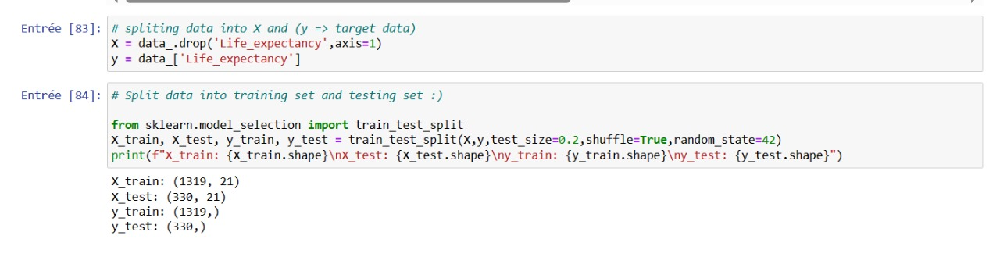 Entrée [83]: # spliting data into X and (y => target data)
X = data_.drop('Life_expectancy',axis=1)
y = data_['Life_expectancy']
Entrée [84]: # Split data into training set and testing set :)
from sklearn.model_selection import train_test_split
X_train, X_test, y_train, y_test = train_test_split(X,y,test_size=0.2,shuffle=True,random_state=42)
print(f"X_train: {X_train.shape}\nX_test: {X_test.shape}\ny_train: {y_train.shape}\ny_test: {y_test.shape}")
X_train: (1319, 21)
X_test: (330, 21)
y_train: (1319,)
y_test: (330,)